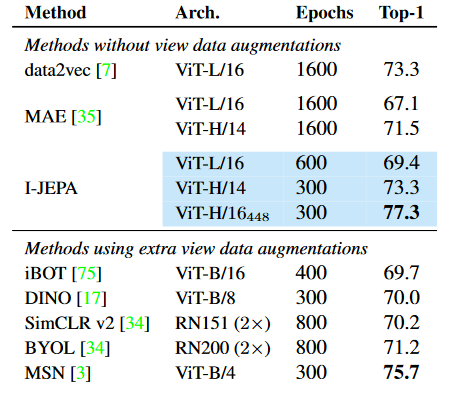 Method Arch. Epochs Top-1
Methods without view data augmentations
data2vec [7] ViT-L/16 1600 73.3
MAE [35] ViT-L/16 1600 67.1
ViT-H/14 1600 71.5
I-JEPA ViT-L/16 600 69.4
ViT-H/14 300 73.3
ViT-H/16₄₄₈ 300 77.3
Methods using extra view data augmentations
iBOT [75] ViT-B/16 400 69.7
DINO [17] ViT-B/8 300 70.0
SimCLR v2 [34] RN151 (2×) 800 70.2
BYOL [34] RN200 (2×) 800 71.2
MSN [3] ViT-B/4 300 75.7